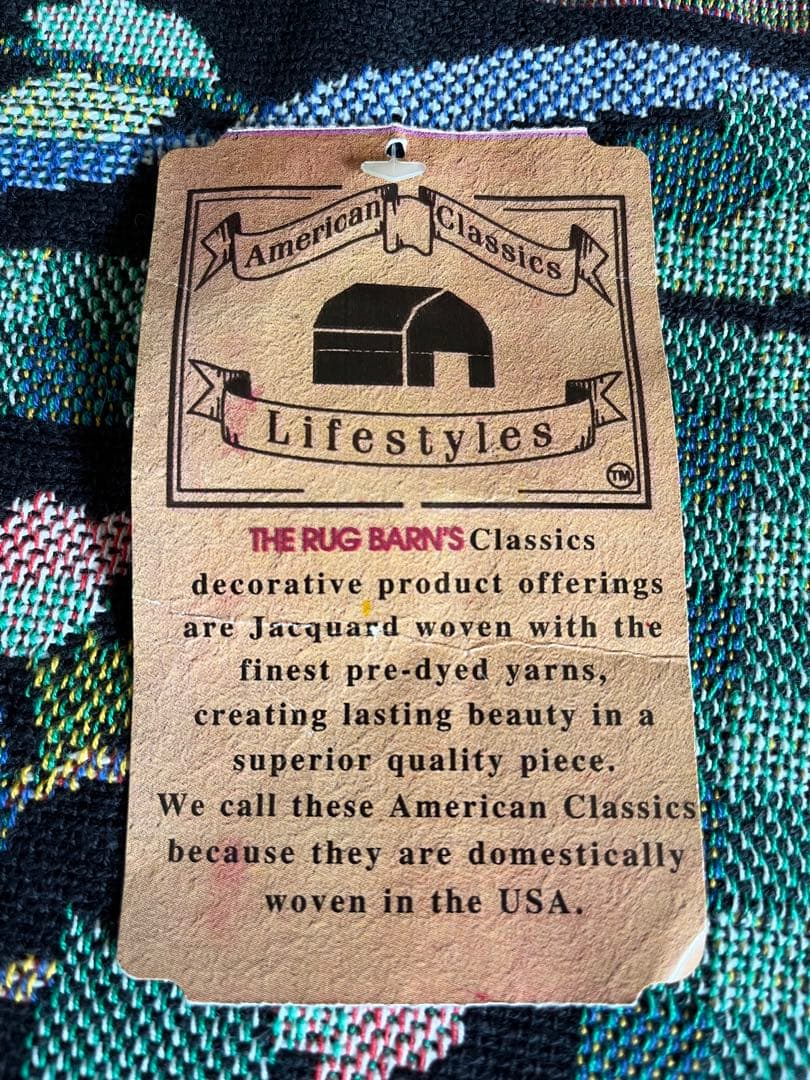 American Classics
Lifestyles
TM
THE RUG BARN'S Classics
decorative product offerings
are Jacquard woven with the
finest pre-dyed yarns,
creating lasting beauty in a
superior quality piece.
We call these American Classics
because they are domestically
woven in the USA.